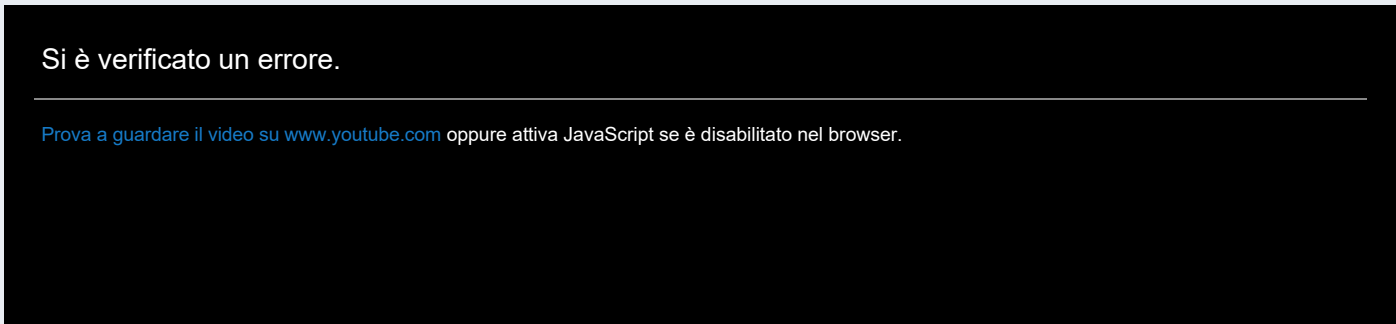 Si è verificato un errore.
Prova a guardare il video su www.youtube.com oppure attiva JavaScript se è disabilitato nel browser.